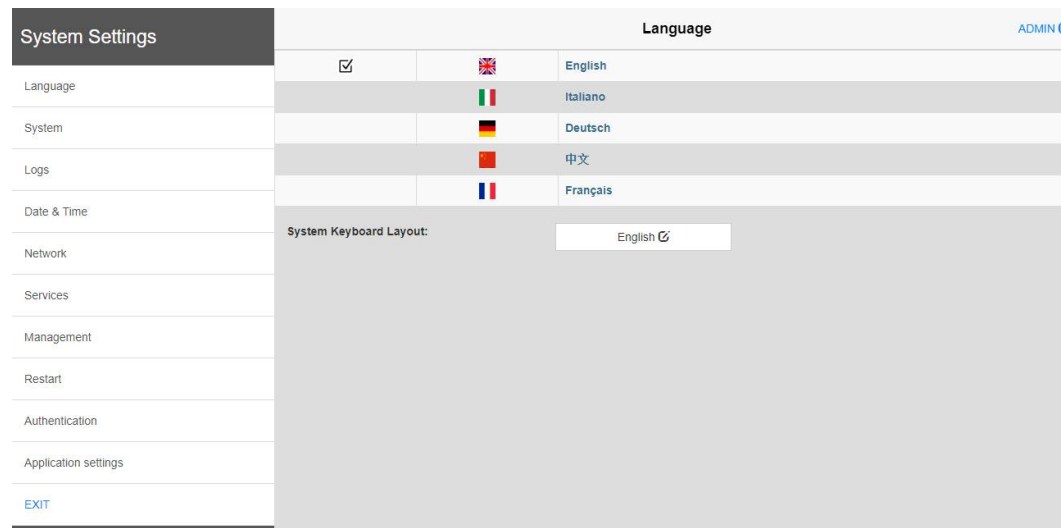 System Settings
Language
System
Logs
Date & Time
Network
Services
Management
Restart
Authentication
Application settings
EXIT
Language
ADMIN
English
Italiano
Deutsch
中文
Français
System Keyboard Layout:
English